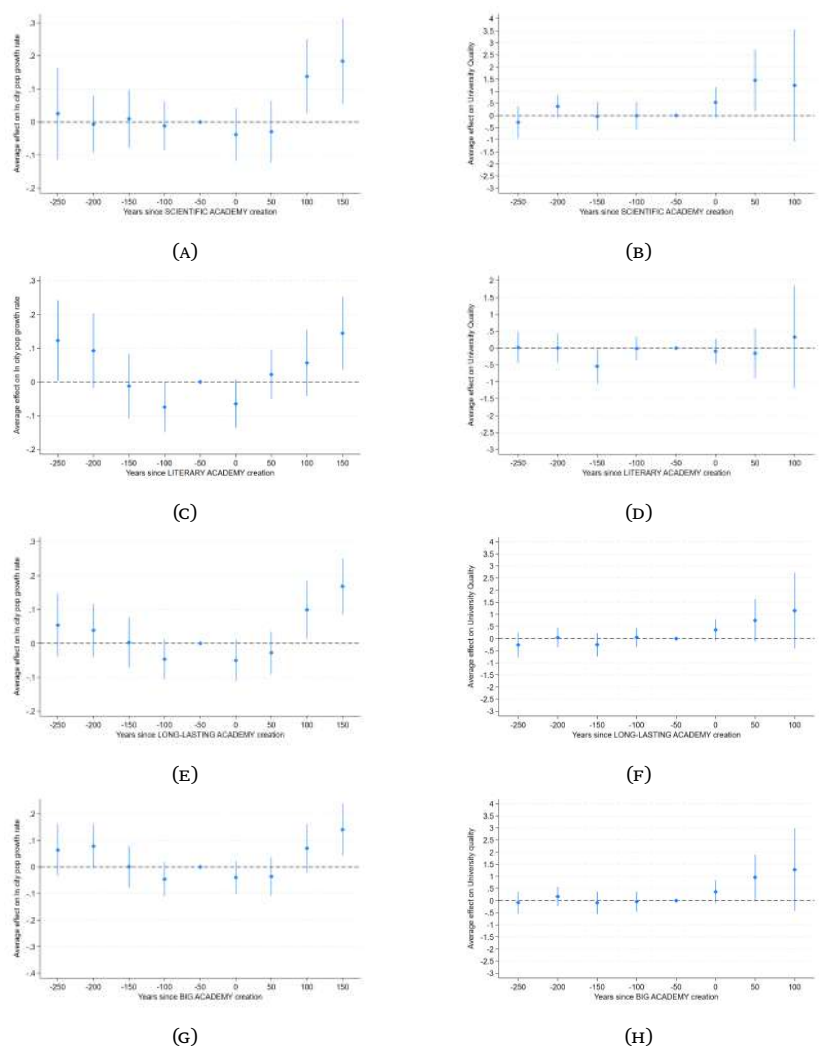 Average effect on ln city pop growth rate
.3
.2
.1
0
-.1
-.2
-250 -200 -150 -100 -50 0 50 100 150
Years since SCIENTIFIC ACADEMY creation
(A)
Average effect on University Quality
4
3.5
3
2.5
2
1.5
1
.5
0
-.5
-1
-1.5
-2
-2.5
-3
-250 -200 -150 -100 -50 0 50 100
Years since SCIENTIFIC ACADEMY creation
(B)
Average effect on ln city pop growth rate
.3
.2
.1
0
-.1
-.2
-250 -200 -150 -100 -50 0 50 100 150
Years since LITERARY ACADEMY creation
(C)
Average effect on University Quality
2
1.5
1
.5
0
-.5
-1
-1.5
-2
-2.5
-3
-250 -200 -150 -100 -50 0 50 100
Years since LITERARY ACADEMY creation
(D)
Average effect on ln city pop growth rate
.3
.2
.1
0
-.1
-.2
-250 -200 -150 -100 -50 0 50 100 150
Years since LONG-LASTING ACADEMY creation
(E)
Average effect on University Quality
4
3.5
3
2.5
2
1.5
1
.5
0
-.5
-1
-1.5
-2
-2.5
-3
-250 -200 -150 -100 -50 0 50 100
Years since LONG-LASTING ACADEMY creation
(F)
Average effect on ln city pop growth rate
.2
.1
0
-.1
-.2
-.3
-.4
-250 -200 -150 -100 -50 0 50 100 150
Years since BIG ACADEMY creation
(G)
Average effect on University quality
4
3.5
3
2.5
2
1.5
1
.5
0
-.5
-1
-1.5
-2
-2.5
-3
-250 -200 -150 -100 -50 0 50 100
Years since BIG ACADEMY creation
(H)